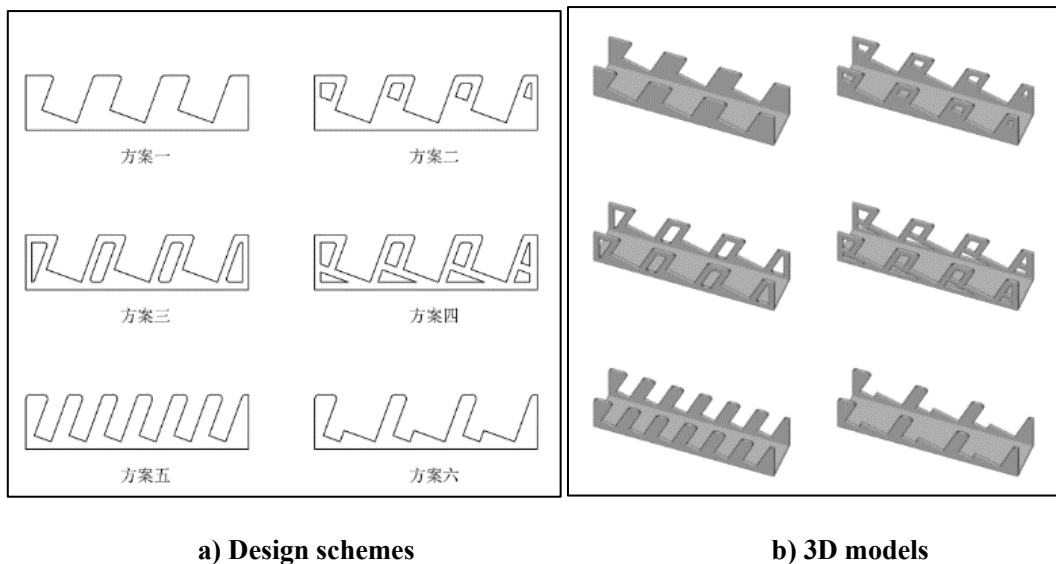 方案一
方案二
方案三
方案四
方案五
方案六
a) Design schemes
b) 3D models